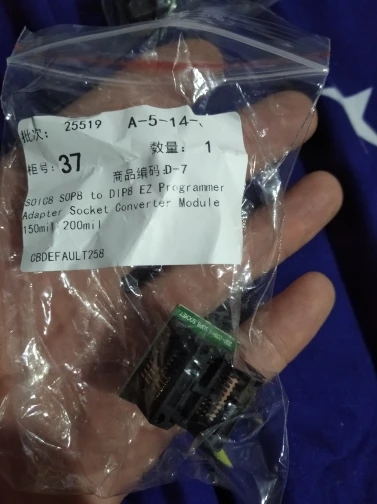 批次: 25519 A-5-14-
柜号: 37 数量: 1
商品编码:D-7
SOIC8 SOP8 to DIP8 EZ Programmer
Adapter Socket Converter Module
150mil 200mil
GBDEFAULT258